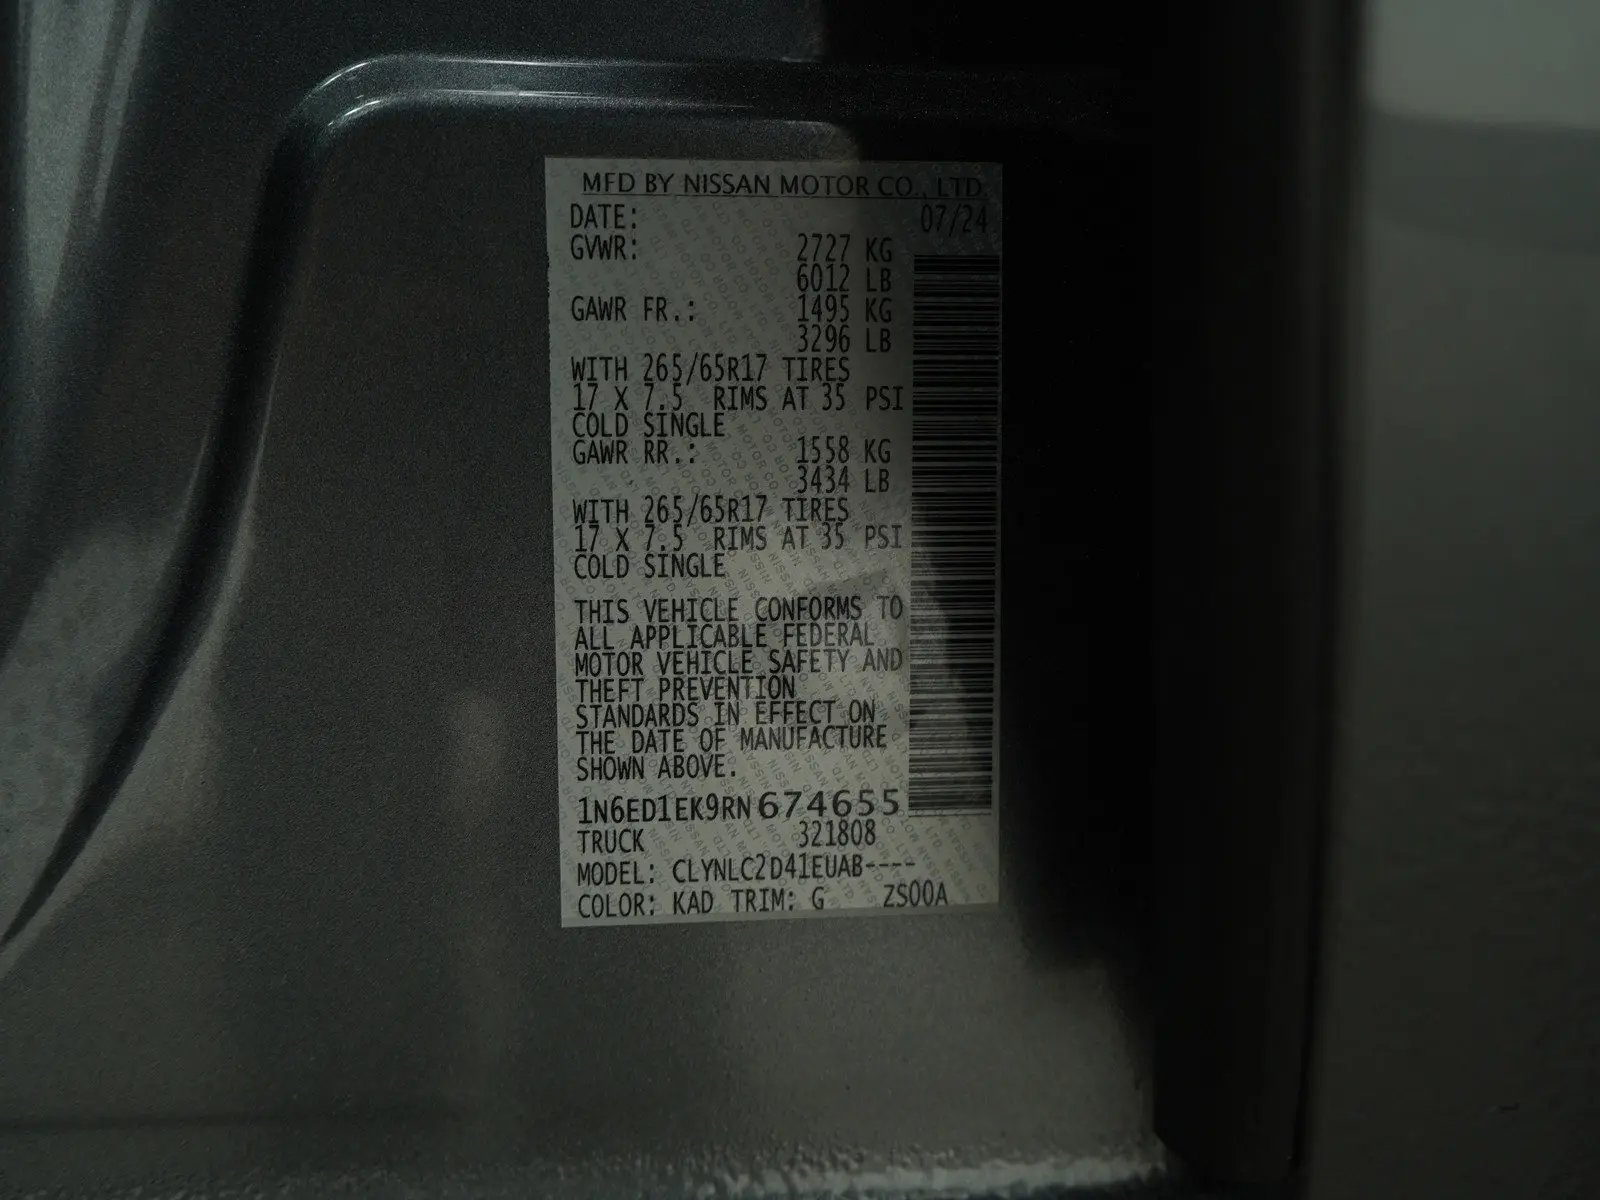 MFD BY NISSAN MOTOR CO., LTD.
DATE: 07/24
GVWR: 2727 KG
6012 LB
GAWR FR.: 1495 KG
3296 LB
WITH 265/65R17 TIRES
17 X 7.5 RIMS AT 35 PSI
COLD SINGLE
GAWR RR.: 1558 KG
3434 LB
WITH 265/65R17 TIRES
17 X 7.5 RIMS AT 35 PSI
COLD SINGLE
THIS VEHICLE CONFORMS TO
ALL APPLICABLE FEDERAL
MOTOR VEHICLE SAFETY AND
THEFT PREVENTION
STANDARDS IN EFFECT ON
THE DATE OF MANUFACTURE
SHOWN ABOVE.
1N6ED1EK9RN674655
TRUCK 321808
MODEL: CLYNLC2D41EUAB----
COLOR: KAD TRIM: G ZS00A